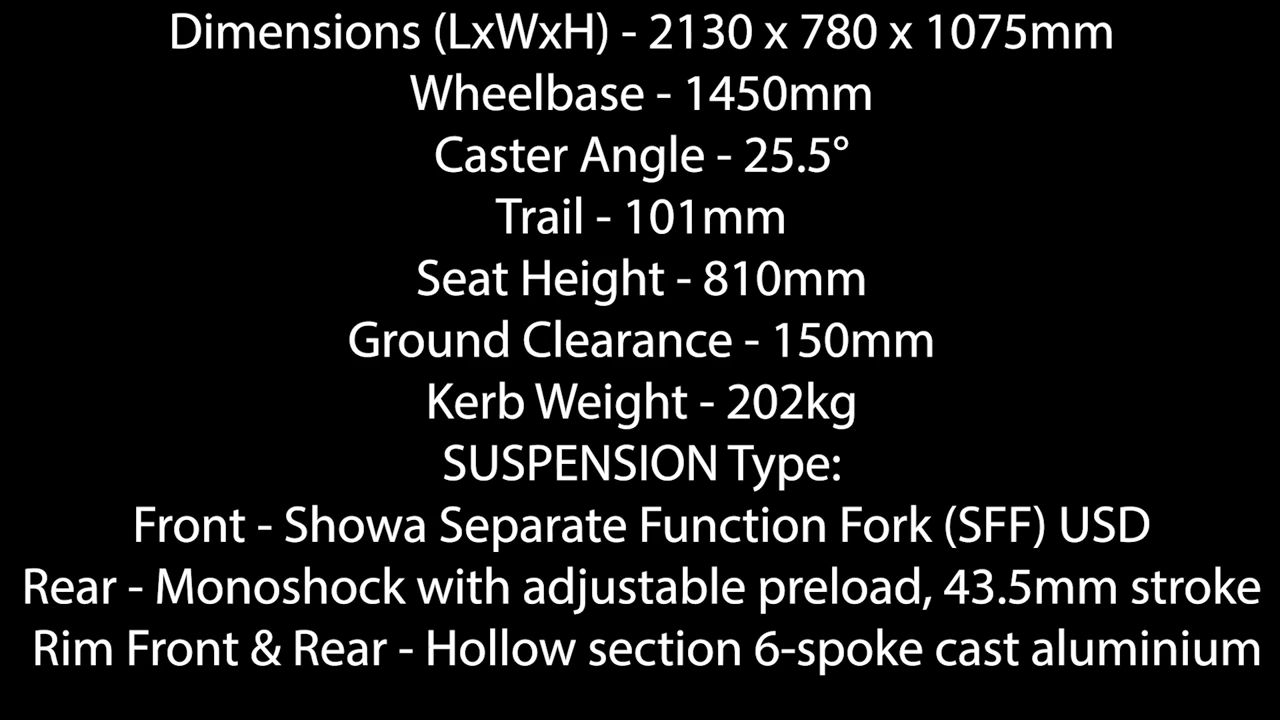 Dimensions (LxWxH) - 2130 x 780 x 1075mm
Wheelbase - 1450mm
Caster Angle - 25.5°
Trail - 101mm
Seat Height - 810mm
Ground Clearance - 150mm
Kerb Weight - 202kg
SUSPENSION Type:
Front - Showa Separate Function Fork (SFF) USD
Rear - Monoshock with adjustable preload, 43.5mm stroke
Rim Front & Rear - Hollow section 6-spoke cast aluminium